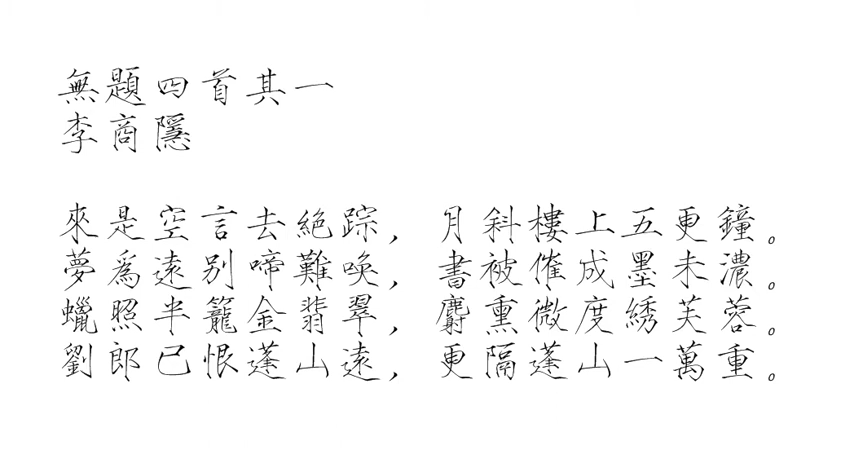 無題四首其一
李商隱
來是空言去絕踪，月斜樓上五更鐘。
夢爲遠别啼難唤，書被催成墨未濃。
蠟照半籠金翡翠，麝熏微度綉芙蓉。
劉郎已恨蓬山遠，更隔蓬山一萬重。